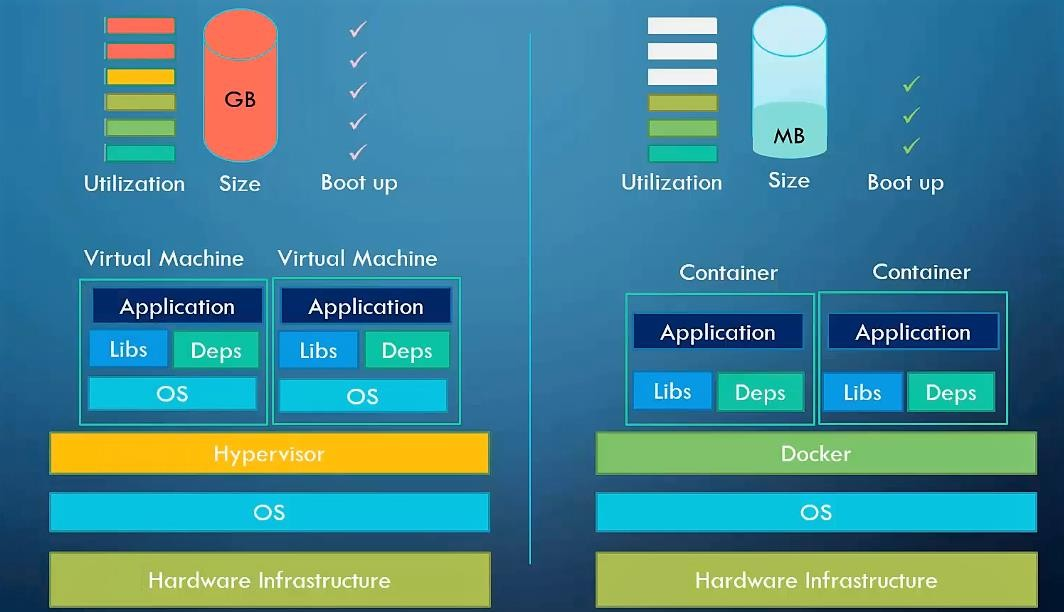 GB
Utilization
Size
Boot up
Virtual Machine
Virtual Machine
Application
Application
Libs
Deps
Libs
Deps
OS
OS
Hypervisor
OS
Hardware Infrastructure
MB
Utilization
Size
Boot up
Container
Container
Application
Application
Libs
Deps
Libs
Deps
Docker
OS
Hardware Infrastructure